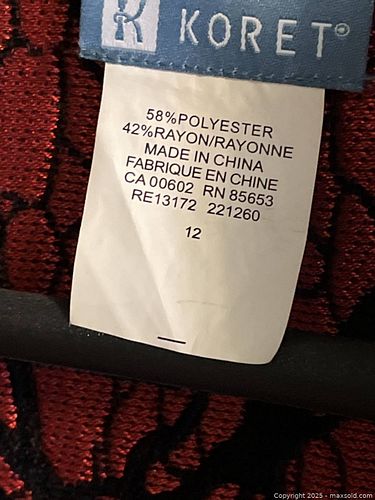 K KORET®
58%POLYESTER
42%RAYON/RAYONNE
MADE IN CHINA
FABRIQUE EN CHINE
CA 00602 RN 85653
RE13172 221260
12
Copyright 2025 - www.maxsold.com